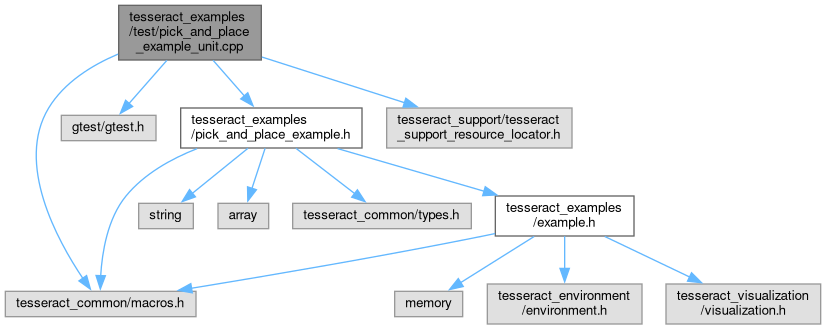 tesseract_examples
/test/pick_and_place
_example_unit.cpp
gtest/gtest.h
tesseract_examples
/pick_and_place_example.h
tesseract_support/tesseract
_support_resource_locator.h
string
array
tesseract_common/types.h
tesseract_examples
/example.h
tesseract_common/macros.h
memory
tesseract_environment
/environment.h
tesseract_visualization
/visualization.h